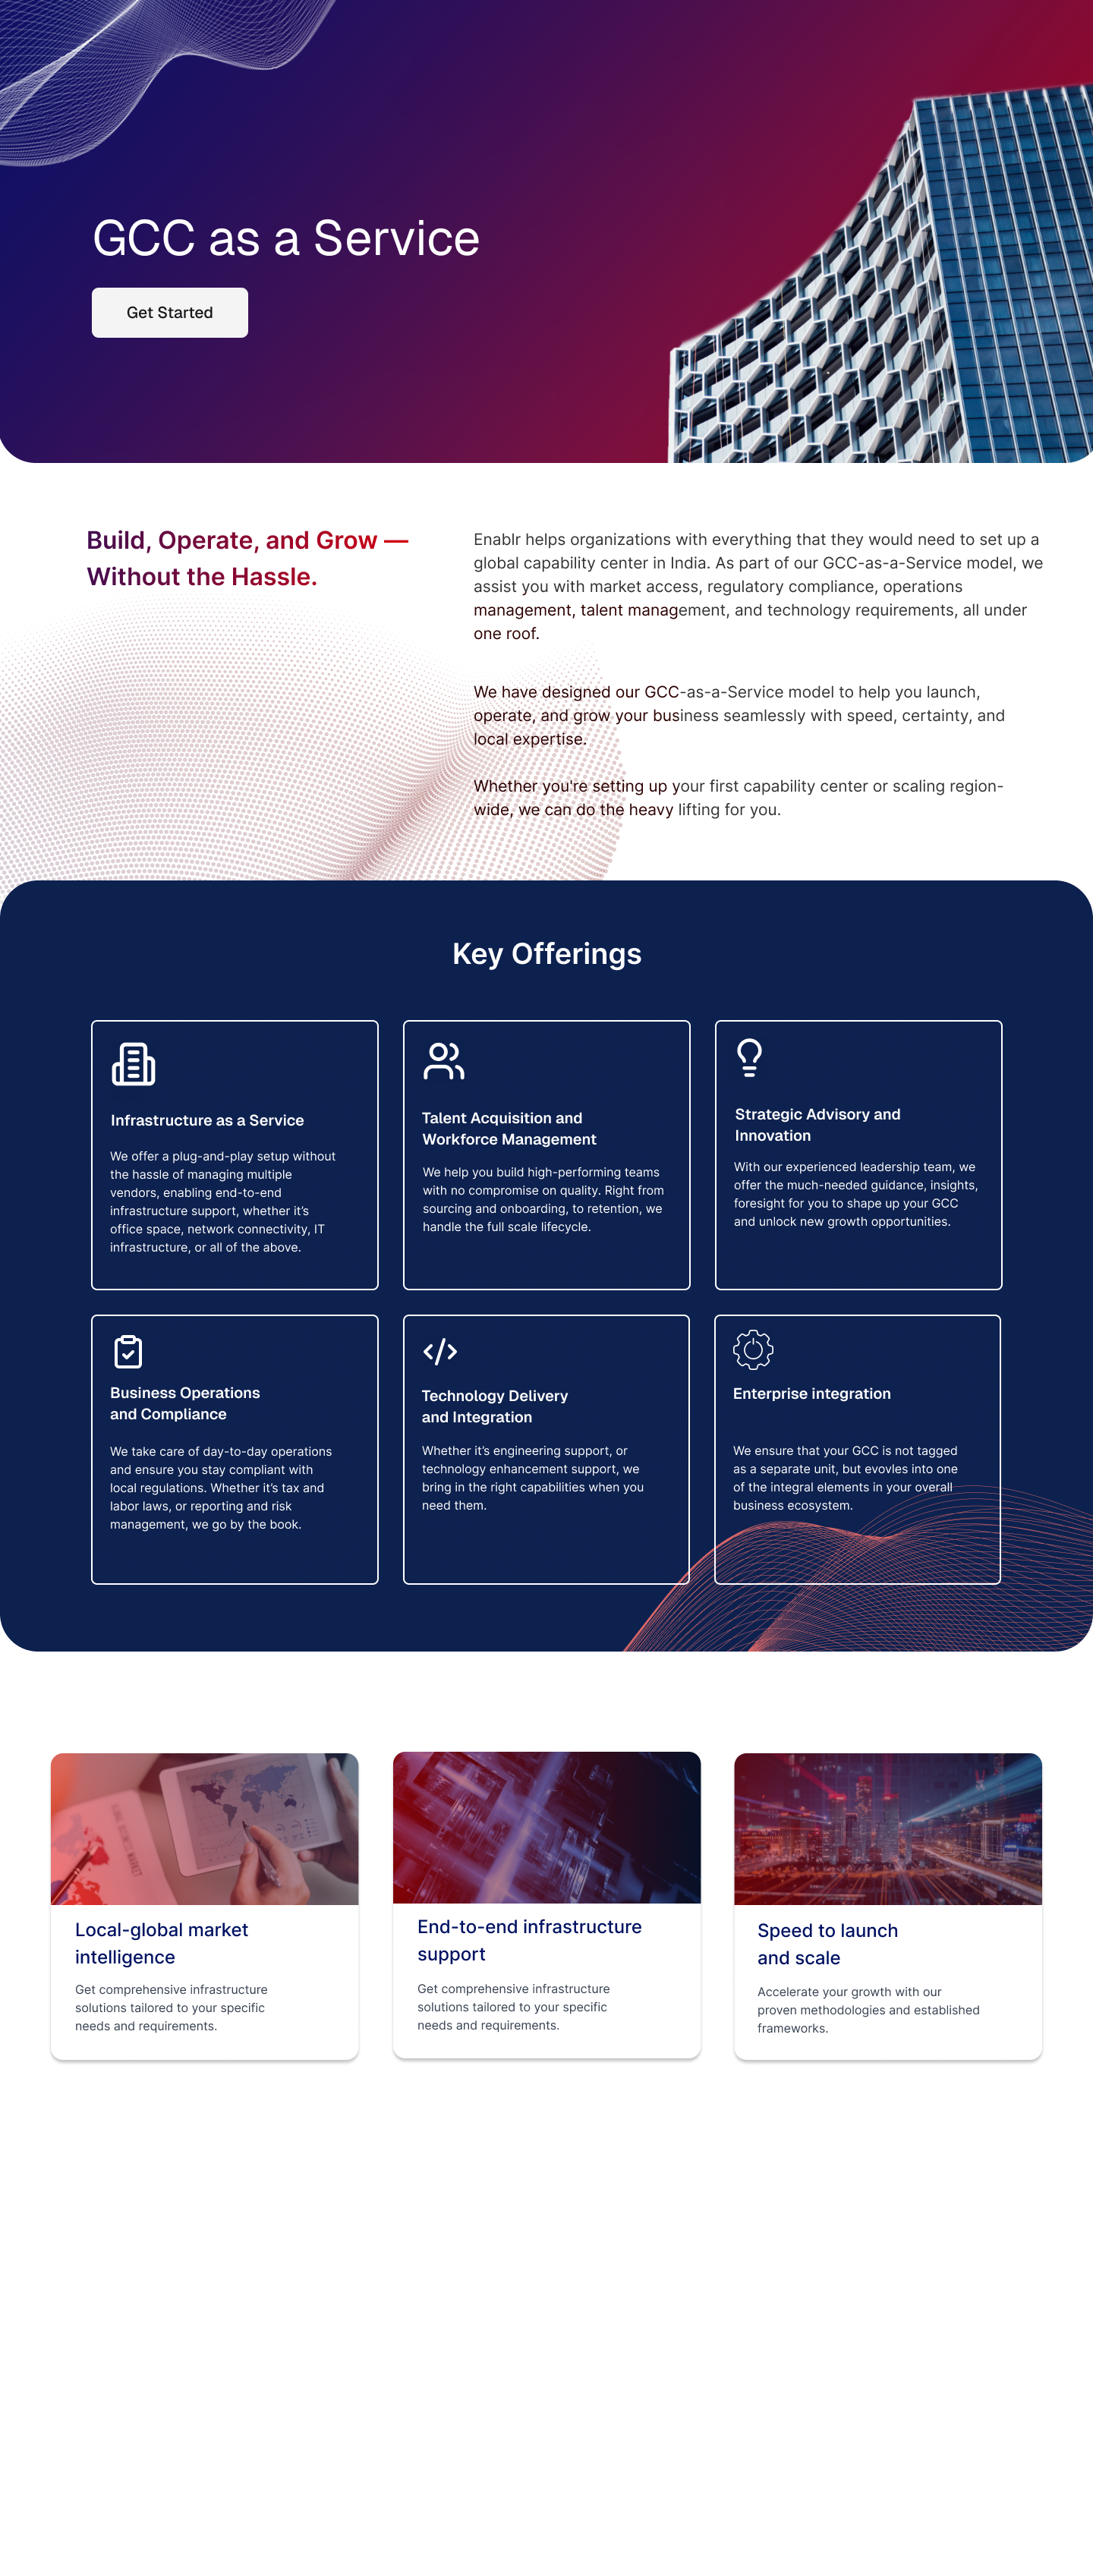 GCC as a Service
Get Started
Build, Operate, and Grow —
Without the Hassle.
Enablr helps organizations with everything that they would need to set up a
global capability center in India. As part of our GCC-as-a-Service model, we
assist you with market access, regulatory compliance, operations
management, talent management, and technology requirements, all under
one roof.
We have designed our GCC-as-a-Service model to help you launch,
operate, and grow your business seamlessly with speed, certainty, and
local expertise.
Whether you're setting up your first capability center or scaling region-
wide, we can do the heavy lifting for you.
Key Offerings
Infrastructure as a Service
We offer a plug-and-play setup without
the hassle of managing multiple
vendors, enabling end-to-end
infrastructure support, whether it's
office space, network connectivity, IT
infrastructure, or all of the above.
Talent Acquisition and
Workforce Management
We help you build high-performing teams
with no compromise on quality. Right from
sourcing and onboarding, to retention, we
handle the full scale lifecycle.
Strategic Advisory and
Innovation
With our experienced leadership team, we
offer the much-needed guidance, insights,
foresight for you to shape up your GCC
and unlock new growth opportunities.
Business Operations
and Compliance
We take care of day-to-day operations
and ensure you stay compliant with
local regulations. Whether it's tax and
labor laws, or reporting and risk
management, we go by the book.
Technology Delivery
and Integration
Whether it's engineering support, or
technology enhancement support, we
bring in the right capabilities when you
need them.
Enterprise integration
We ensure that your GCC is not tagged
as a separate unit, but evovles into one
of the integral elements in your overall
business ecosystem.
Local-global market
intelligence
Get comprehensive infrastructure
solutions tailored to your specific
needs and requirements.
End-to-end infrastructure
support
Get comprehensive infrastructure
solutions tailored to your specific
needs and requirements.
Speed to launch
and scale
Accelerate your growth with our
proven methodologies and established
frameworks.